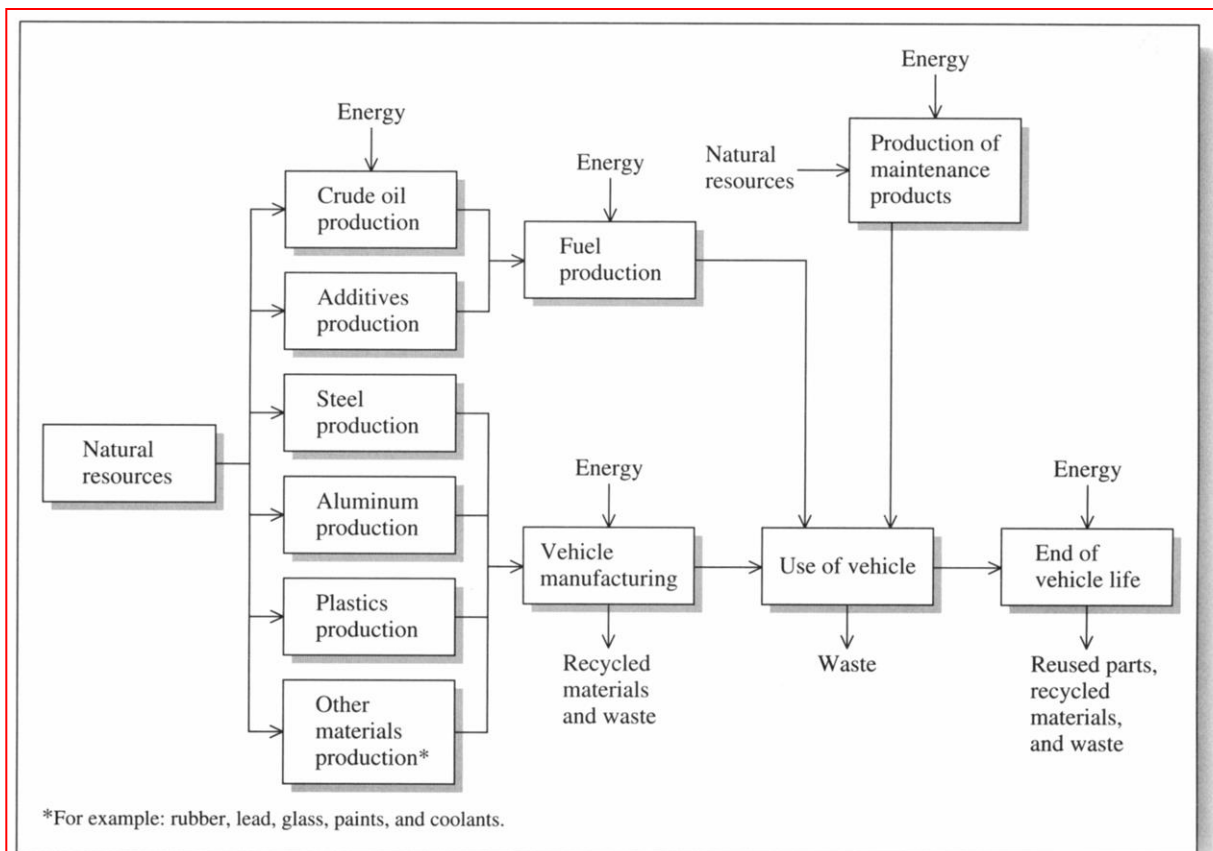 Energy
Production of
maintenance
products
Natural
resources
Energy
Crude oil
production
Energy
Fuel
production
Additives
production
Steel
production
Natural
resources
Aluminum
production
Energy
Vehicle
manufacturing
Use of vehicle
Energy
End of
vehicle life
Plastics
production
Recycled
materials
and waste
Waste
Reused parts,
recycled
materials,
and waste
Other
materials
production*
*For example: rubber, lead, glass, paints, and coolants.